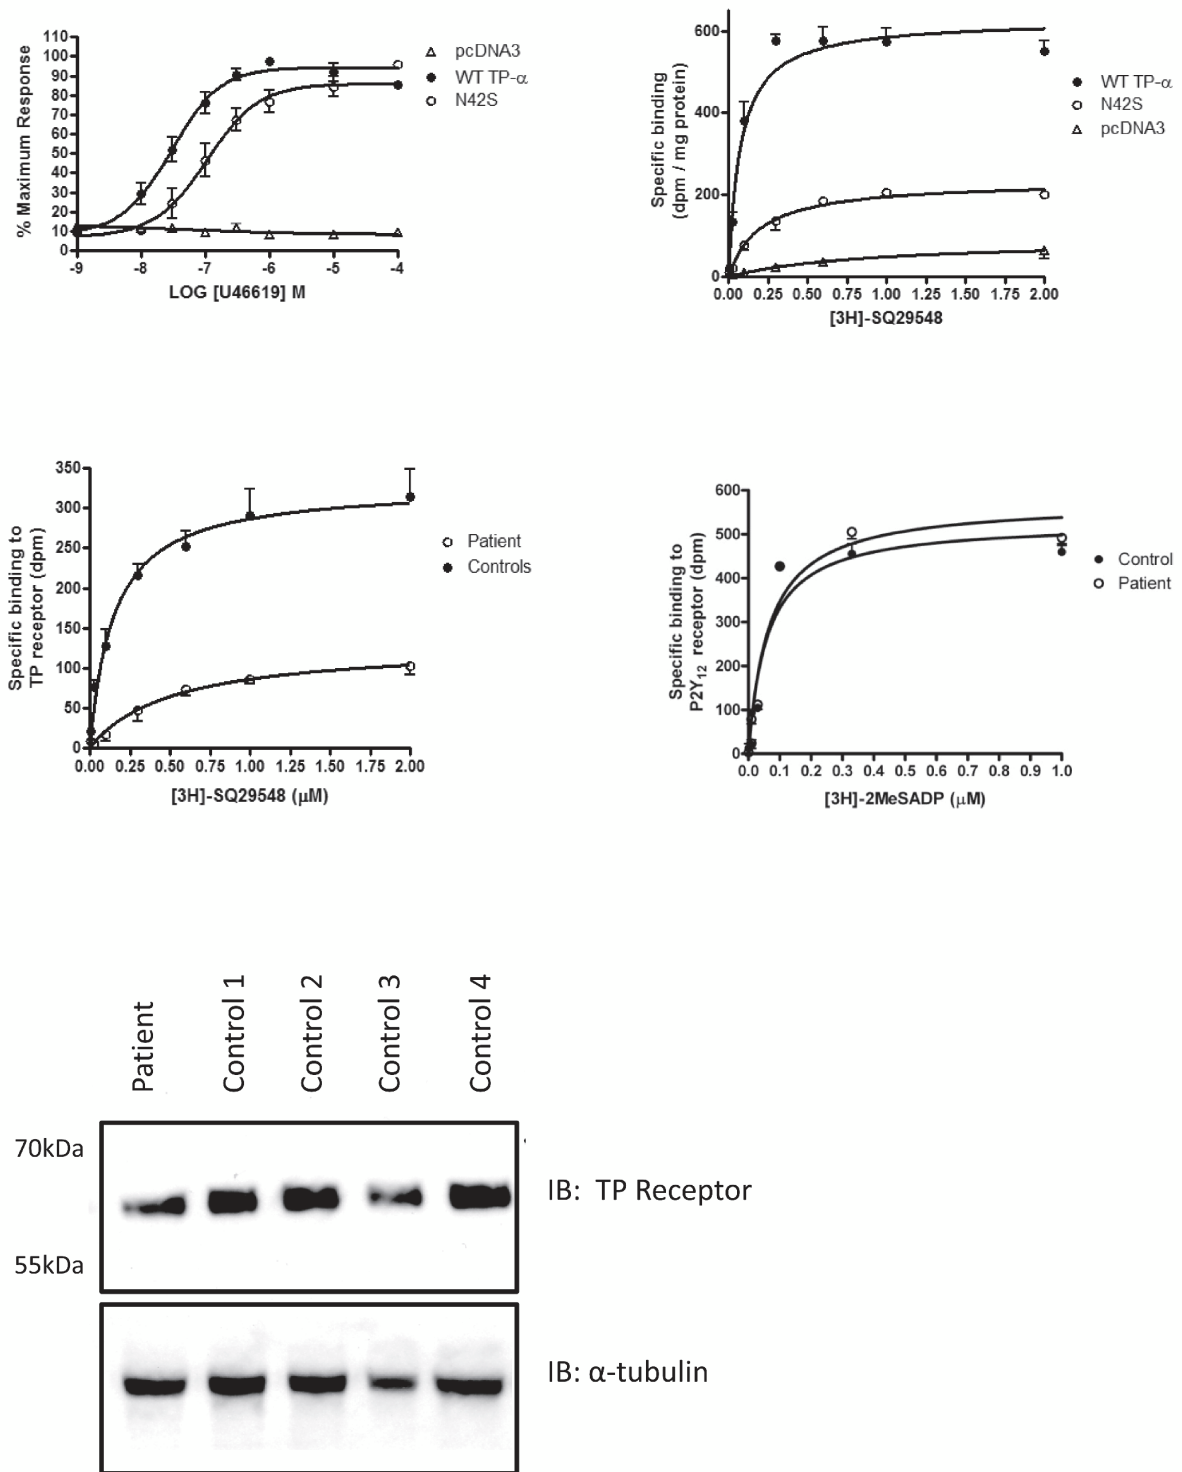 % Maximum Response
110
100
90
80
70
60
50
40
30
20
10
0
-9 -8 -7 -6 -5 -4
LOG [U46619] M
pcDNA3
WT TP-α
N42S
Specific binding
(dpm / mg protein)
600
400
200
0
0.00 0.25 0.50 0.75 1.00 1.25 1.50 1.75 2.00
[3H]-SQ29548
WT TP-α
N42S
pcDNA3
Specific binding to
TP receptor (dpm)
350
300
250
200
150
100
50
0
0.00 0.25 0.50 0.75 1.00 1.25 1.50 1.75 2.00
[3H]-SQ29548 (μM)
Patient
Controls
Specific binding to
P2Y₁₂ receptor (dpm)
600
500
400
300
200
100
0
0.0 0.1 0.2 0.3 0.4 0.5 0.6 0.7 0.8 0.9 1.0
[3H]-2MeSADP (μM)
Control
Patient
Patient
Control 1
Control 2
Control 3
Control 4
70kDa
55kDa
IB: TP Receptor
IB: α-tubulin